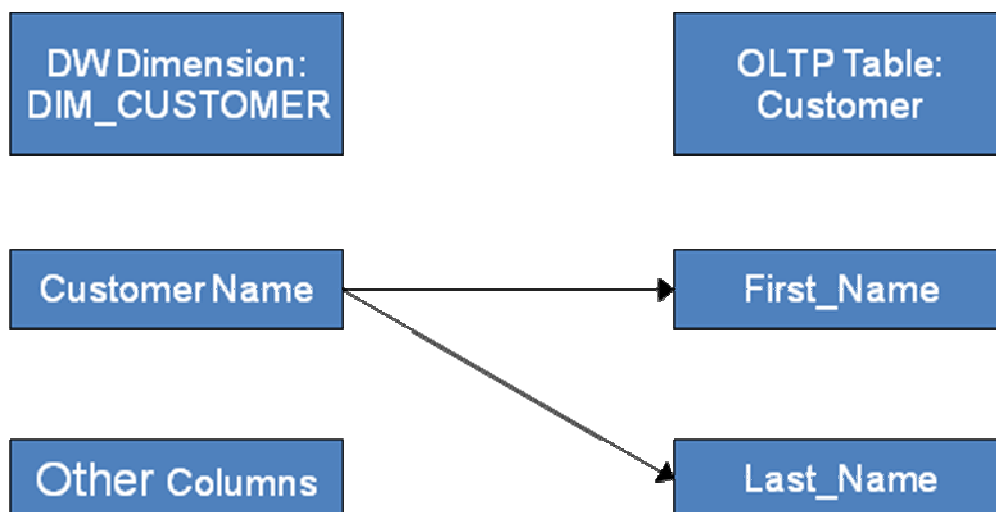 DW Dimension:
DIM_CUSTOMER
OLTP Table:
Customer
Customer Name
First_Name
Other Columns
Last_Name